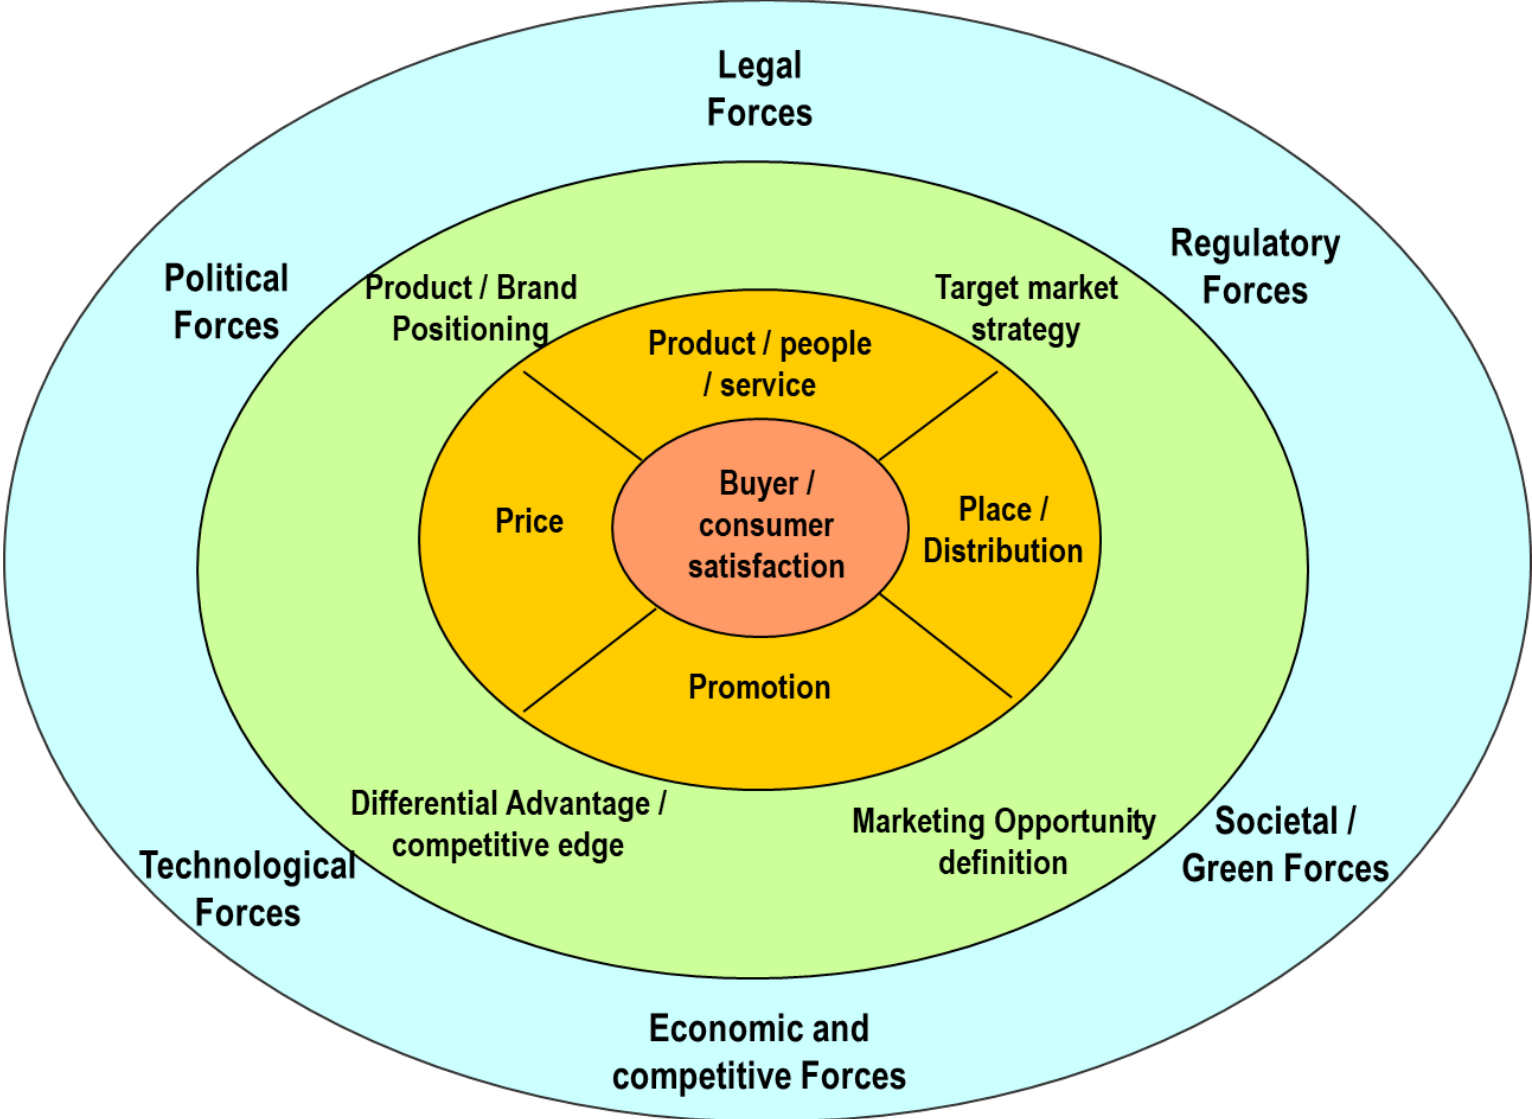 Legal
Forces
Regulatory
Forces
Political
Forces
Product / Brand
Positioning
Target market
strategy
Product / people
/ service
Buyer /
consumer
satisfaction
Price
Place /
Distribution
Promotion
Differential Advantage /
competitive edge
Marketing Opportunity
definition
Societal /
Green Forces
Technological
Forces
Economic and
competitive Forces